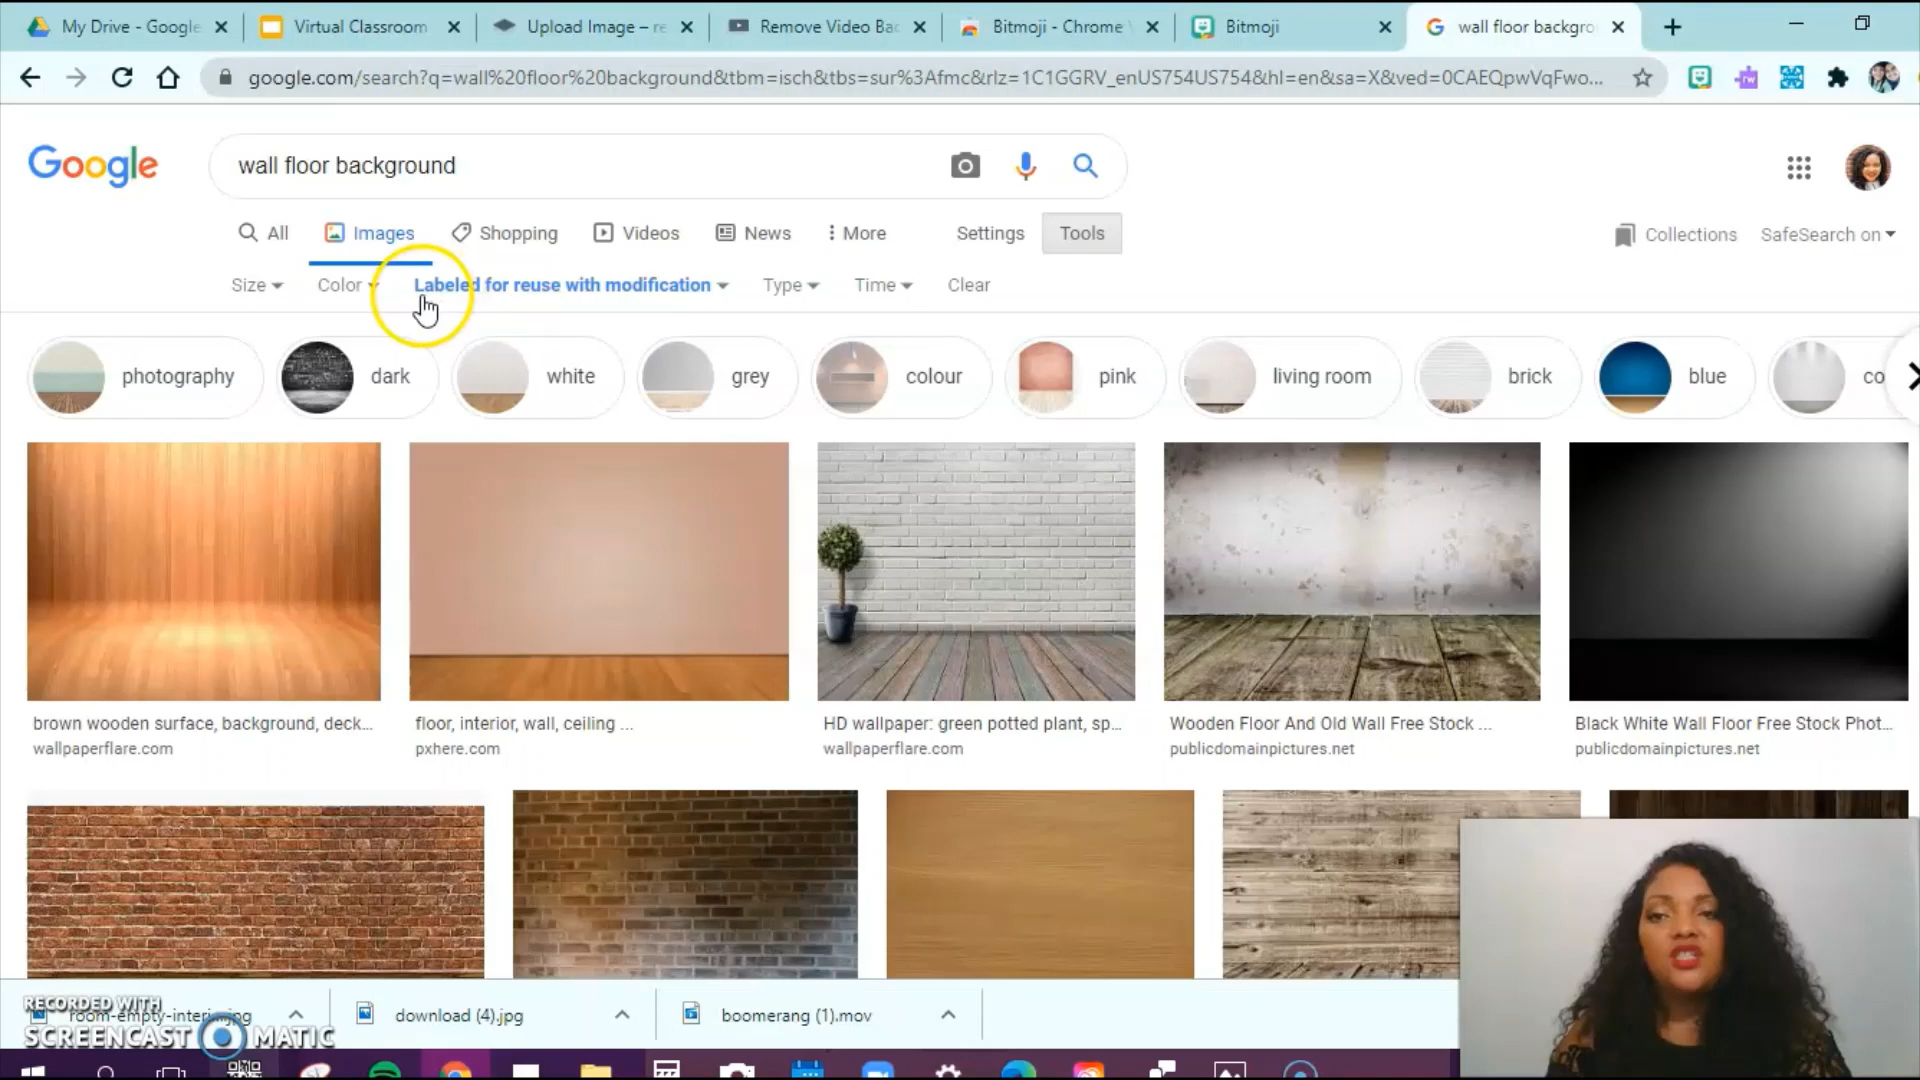 My Drive - Google
Virtual Classroom
Upload Image – re
Remove Video Bac
Bitmoji - Chrome
Bitmoji
wall floor backgro
google.com/search?q=wall%20floor%20background&tbm=isch&tbs=sur%3Afmc&rlz=1C1GGRV_enUS754US754&hl=en&sa=X&ved=0CAEQpwVqFwo...
Google
wall floor background
All Images Shopping Videos News More Settings Tools
Collections SafeSearch on
Size Color Labeled for reuse with modification Type Time Clear
photography dark white grey colour pink living room brick blue co
brown wooden surface, background, deck...
wallpaperflare.com
floor, interior, wall, ceiling ...
pxhere.com
HD wallpaper: green potted plant, sp...
wallpaperflare.com
Wooden Floor And Old Wall Free Stock ...
publicdomainpictures.net
Black White Wall Floor Free Stock Phot...
publicdomainpictures.net
RECORDED WITH
SCREENCAST MATIC
room-empty-interi....jpg
download (4).jpg
boomerang (1).mov